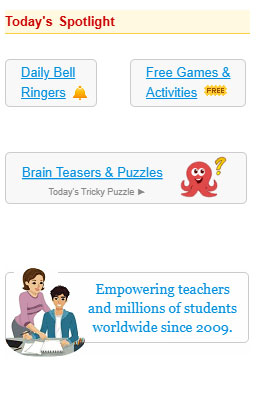 Today's Spotlight
Daily Bell
Ringers
Free Games &
Activities FREE
Brain Teasers & Puzzles
Today's Tricky Puzzle ►
?
Empowering teachers
and millions of students
worldwide since 2009.